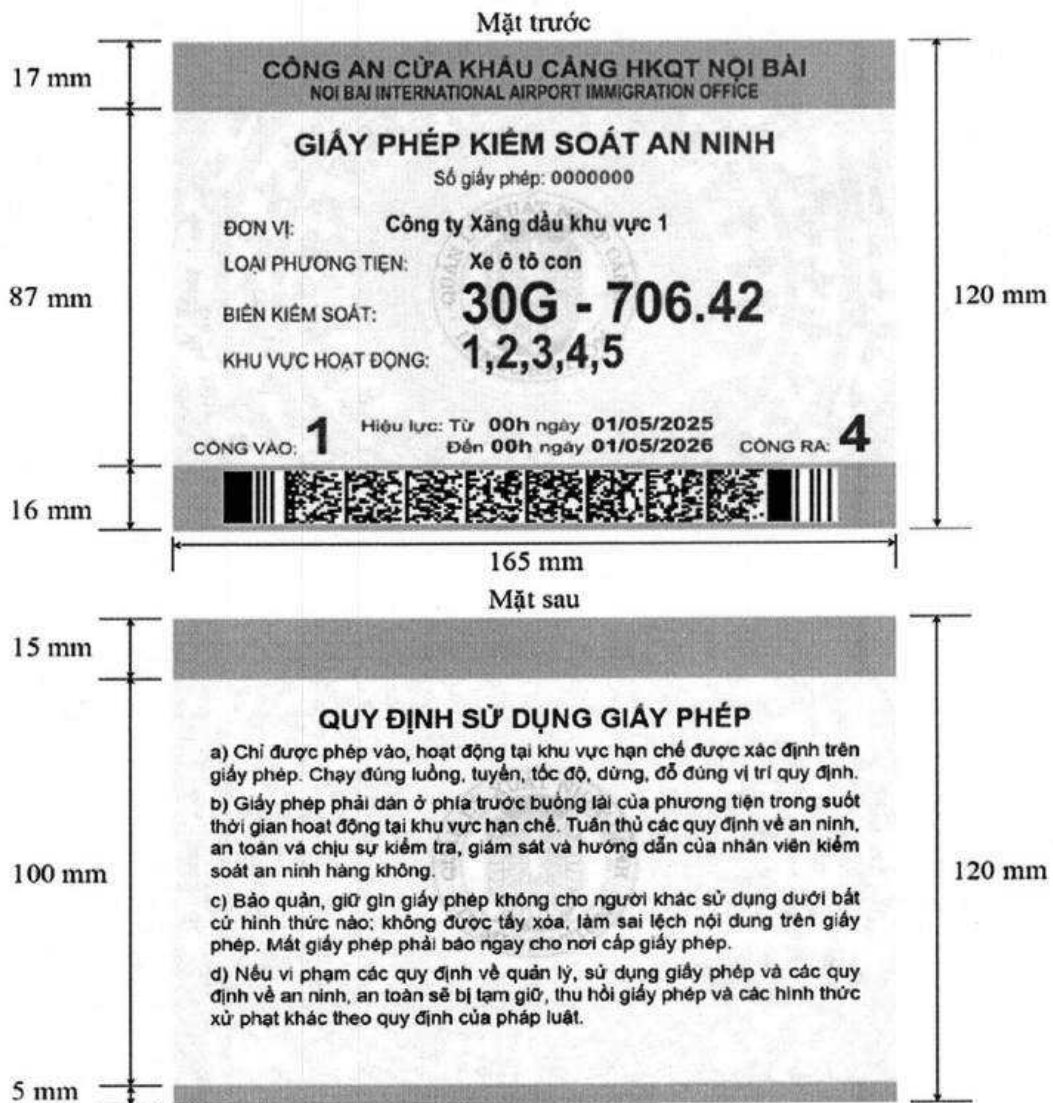 Mặt trước
17 mm
CÔNG AN CỬA KHẨU CẢNG HKQT NỘI BÀI
NOI BAI INTERNATIONAL AIRPORT IMMIGRATION OFFICE
GIẤY PHÉP KIỂM SOÁT AN NINH
Số giấy phép: 0000000
ĐƠN VỊ: Công ty Xăng dầu khu vực 1
LOẠI PHƯƠNG TIỆN: Xe ô tô con
87 mm
BIỂN KIỂM SOÁT: 30G - 706.42
120 mm
KHU VỰC HOẠT ĐỘNG: 1,2,3,4,5
Hiệu lực: Từ 00h ngày 01/05/2025
CỔNG VÀO: 1
Đến 00h ngày 01/05/2026
CỔNG RA: 4
16 mm
165 mm
Mặt sau
15 mm
QUY ĐỊNH SỬ DỤNG GIẤY PHÉP
a) Chỉ được phép vào, hoạt động tại khu vực hạn chế được xác định trên
giấy phép. Chạy đúng luồng, tuyến, tốc độ, dừng, đỗ đúng vị trí quy định.
b) Giấy phép phải dán ở phía trước buồng lái của phương tiện trong suốt
thời gian hoạt động tại khu vực hạn chế. Tuân thủ các quy định về an ninh,
an toàn và chịu sự kiểm tra, giám sát và hướng dẫn của nhân viên kiểm
soát an ninh hàng không.
100 mm
120 mm
c) Bảo quản, giữ gìn giấy phép không cho người khác sử dụng dưới bất
cứ hình thức nào; không được tẩy xóa, làm sai lệch nội dung trên giấy
phép. Mất giấy phép phải báo ngay cho nơi cấp giấy phép.
d) Nếu vi phạm các quy định về quản lý, sử dụng giấy phép và các quy
định về an ninh, an toàn sẽ bị tạm giữ, thu hồi giấy phép và các hình thức
xử phạt khác theo quy định của pháp luật.
5 mm